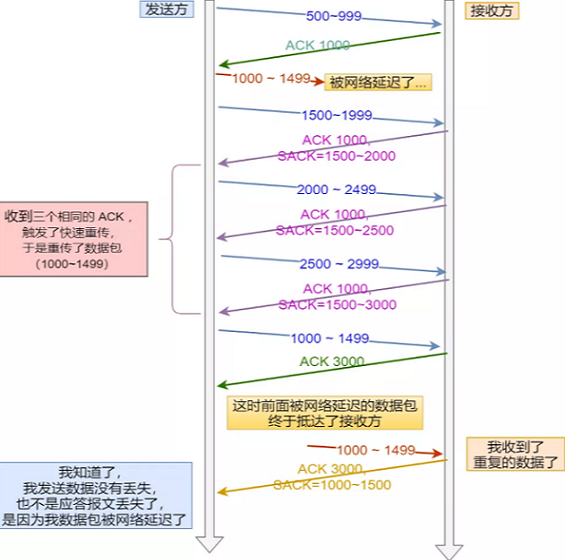 发送方
500~999
接收方
ACK 1000
1000 ~ 1499
被网络延迟了...
1500~1999
ACK 1000,
SACK=1500~2000
2000 ~ 2499
收到三个相同的 ACK ,
触发了快速重传,
于是重传了数据包
（1000~1499）
ACK 1000,
SACK=1500~2500
2500 ~ 2999
ACK 1000,
SACK=1500~3000
1000 ~ 1499
ACK 3000
这时前面被网络延迟的数据包
终于抵达了接收方
1000 ~ 1499
我收到了
重复的数据了
ACK 3000,
SACK=1000~1500
我知道了,
我发送数据没有丢失,
也不是应答报文丢失了,
是因为我数据包被网络延迟了